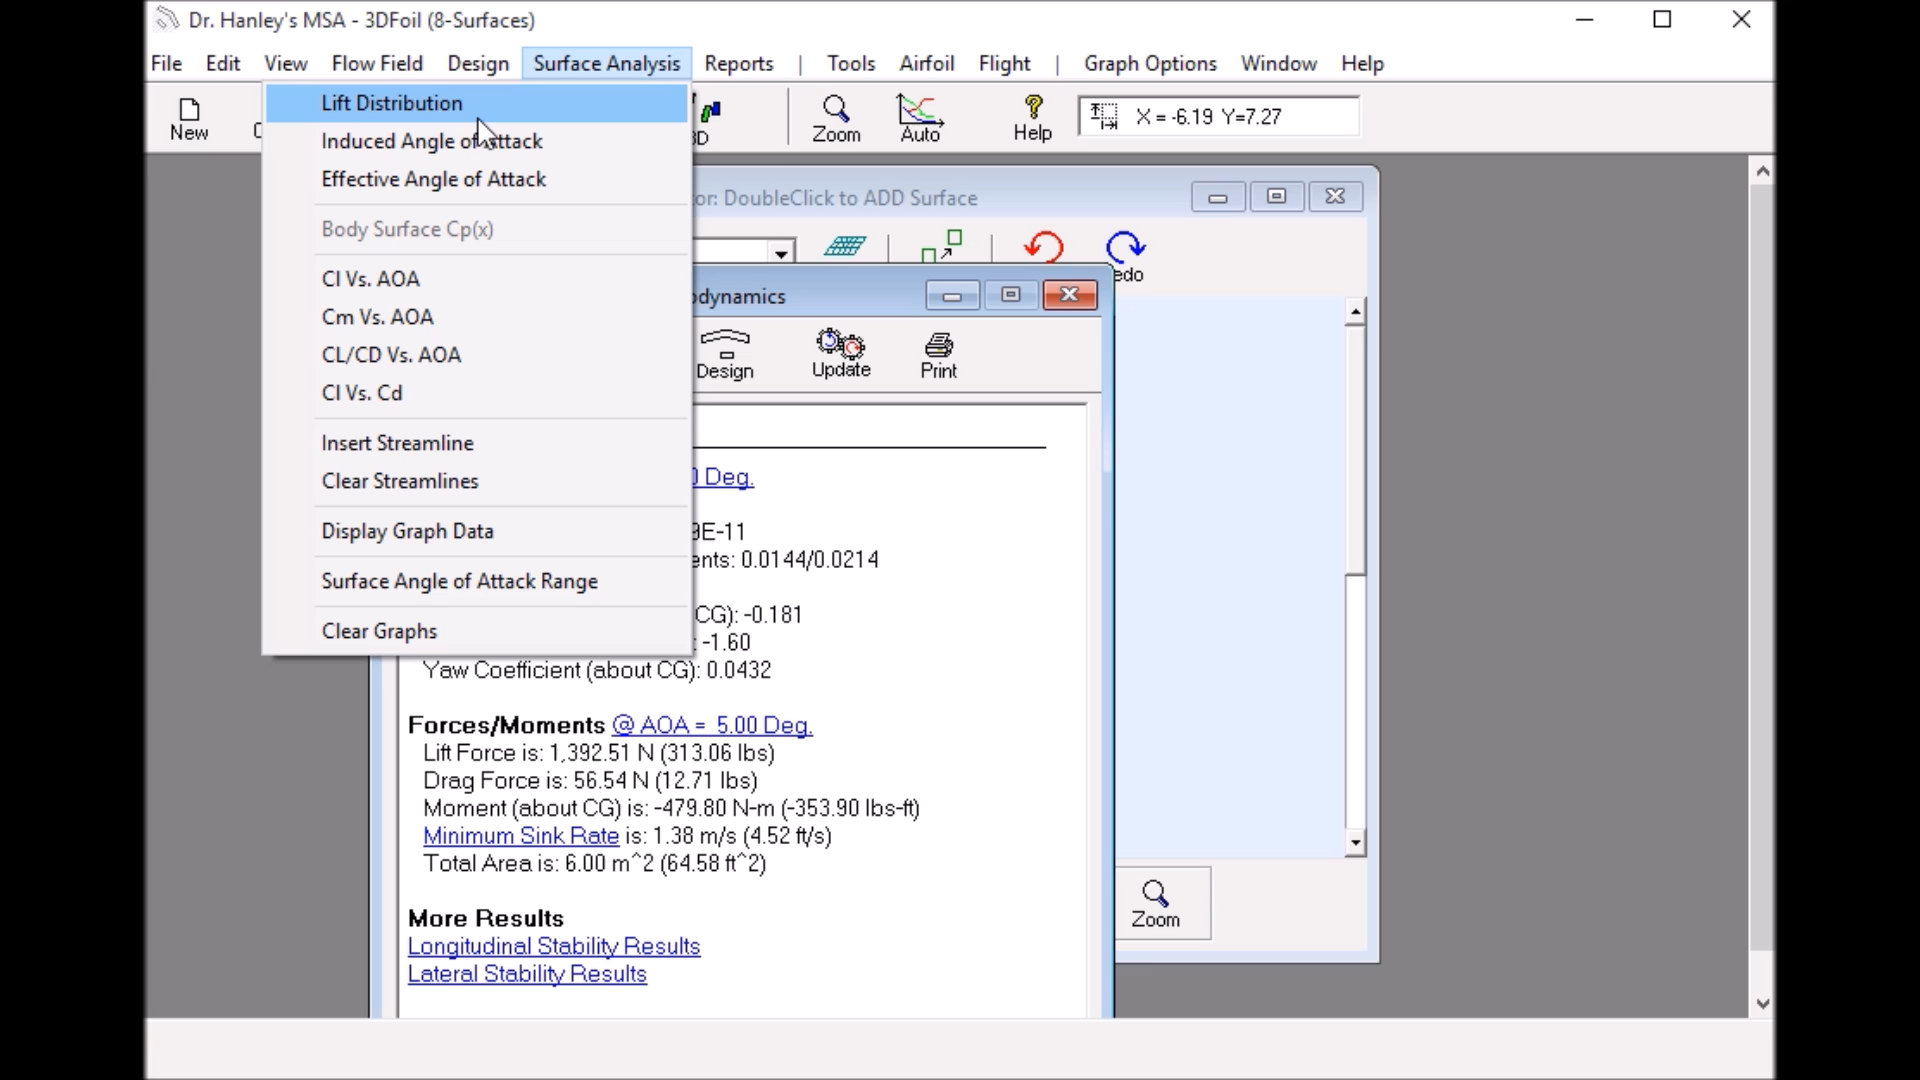 Dr. Hanley's MSA - 3DFoil (8-Surfaces)
File Edit View Flow Field Design Surface Analysis Reports | Tools Airfoil Flight | Graph Options Window Help
New
Zoom Auto Help X = -6.19 Y=7.27
Lift Distribution
Induced Angle of Attack
Effective Angle of Attack
Body Surface Cp(x)
Cl Vs. AOA
Cm Vs. AOA
CL/CD Vs. AOA
Cl Vs. Cd
Insert Streamline
Clear Streamlines
Display Graph Data
Surface Angle of Attack Range
Clear Graphs
or: DoubleClick to ADD Surface
edo
odynamics
Design Update Print
0 Deg.
9E-11
ents: 0.0144/0.0214
CG): -0.181
: -1.60
Yaw Coefficient (about CG): 0.0432
Forces/Moments @ AOA = 5.00 Deg.
Lift Force is: 1,392.51 N (313.06 lbs)
Drag Force is: 56.54 N (12.71 lbs)
Moment (about CG) is: -479.80 N-m (-353.90 lbs-ft)
Minimum Sink Rate is: 1.38 m/s (4.52 ft/s)
Total Area is: 6.00 m^2 (64.58 ft^2)
More Results
Longitudinal Stability Results
Lateral Stability Results
Zoom